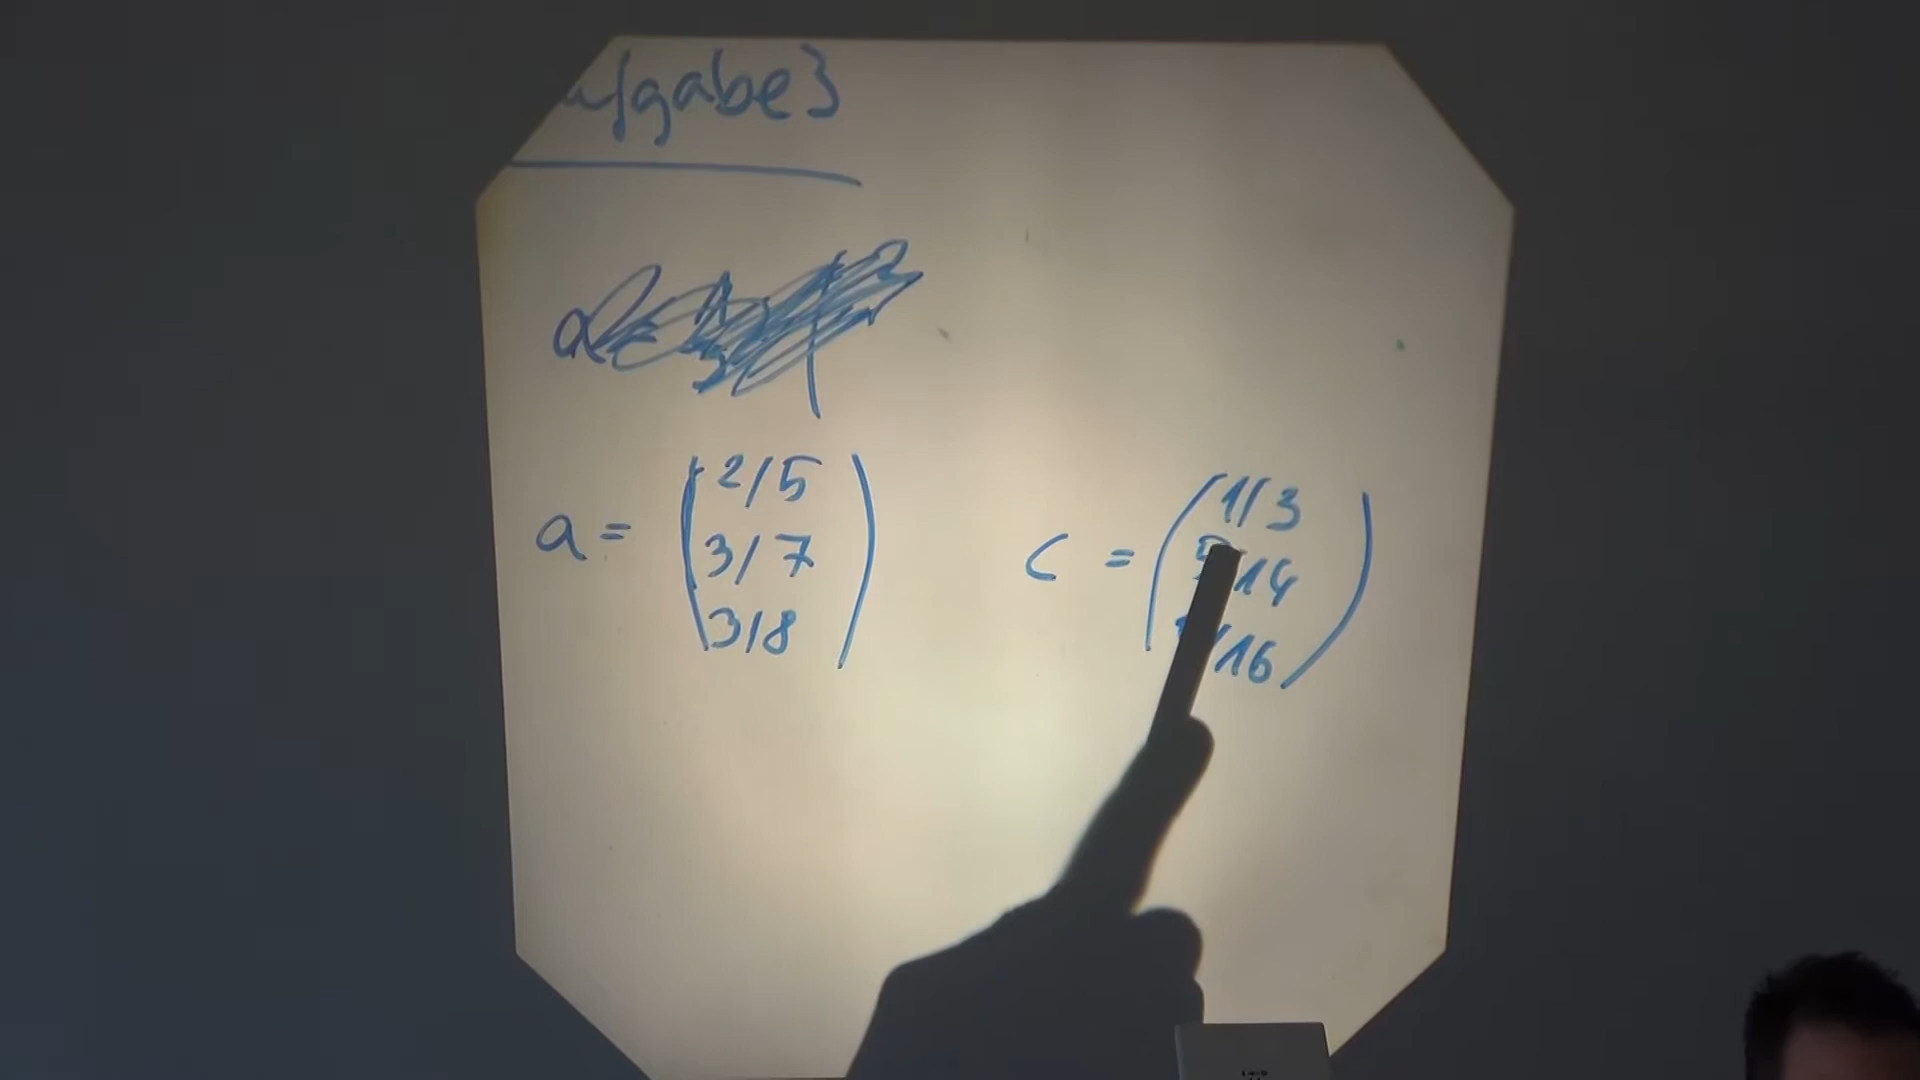 ufgabe 3
a = ( 2/5
3/7
3/8 )
c = ( 1/3
14
/16 )